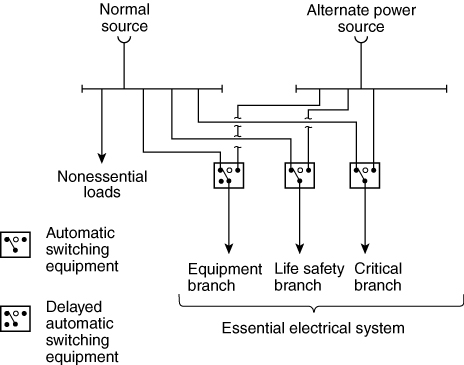 Normal
source
Alternate power
source
Nonessential
loads
Automatic
switching
equipment
Equipment
branch
Life safety
branch
Critical
branch
Delayed
automatic
switching
equipment
Essential electrical system